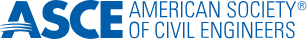 ASCE AMERICAN SOCIETY®
OF CIVIL ENGINEERS